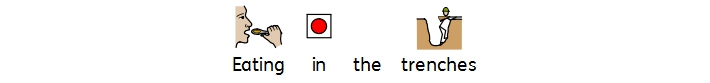 Eating in the trenches